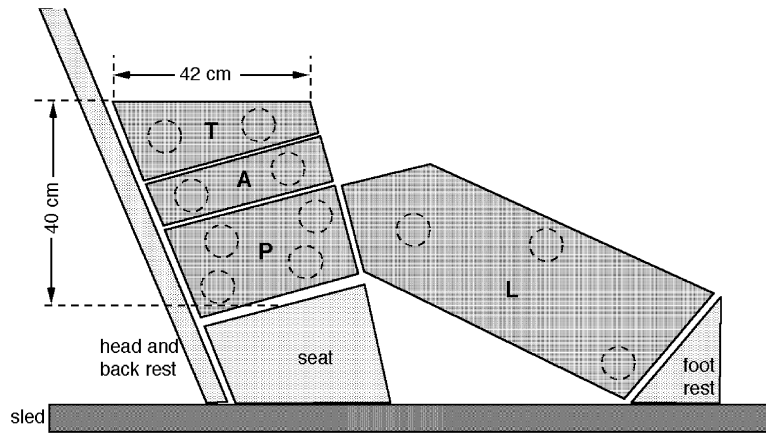 42 cm
T
A
40 cm
P
L
head and
back rest
seat
foot
rest
sled